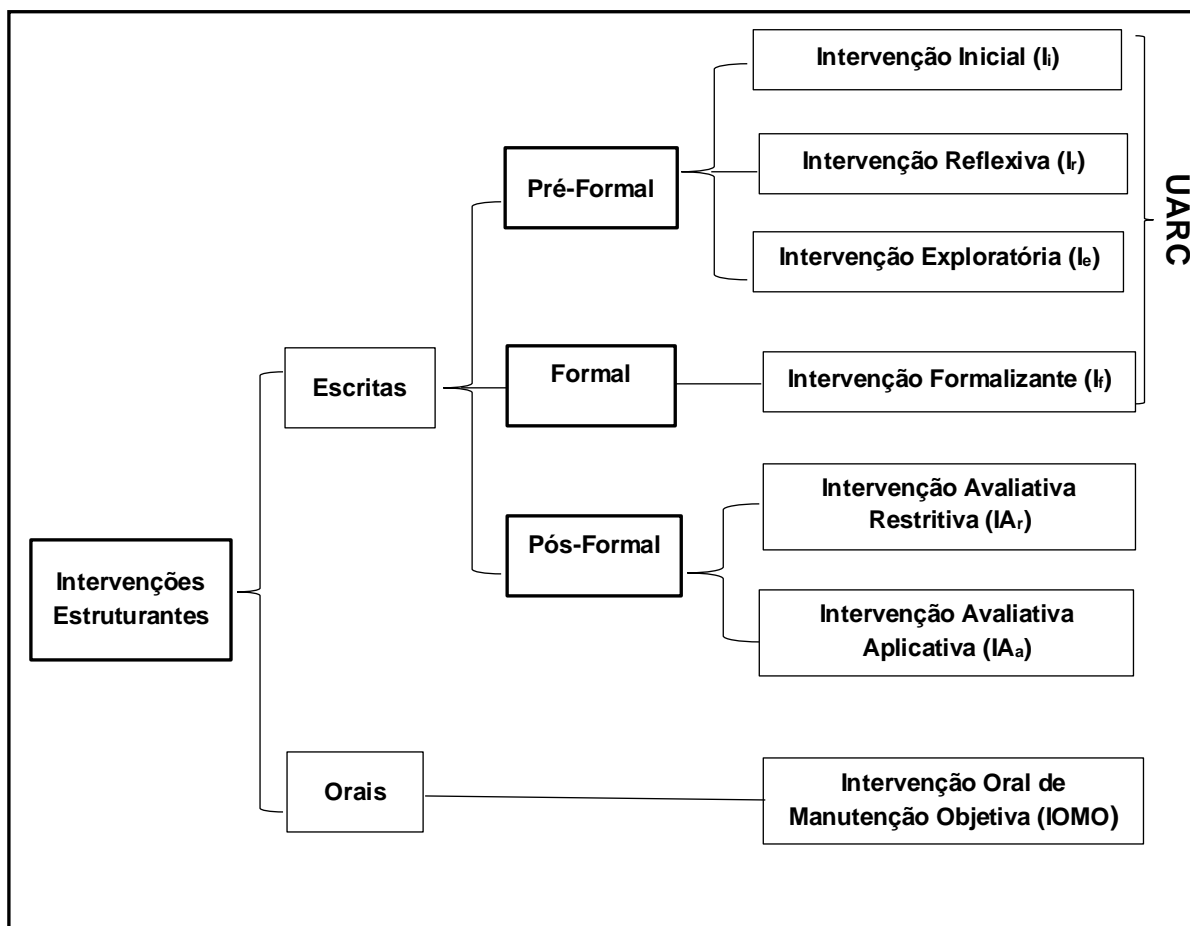 Intervenção Inicial (Ii)
Intervenção Reflexiva (Ir)
Pré-Formal
Intervenção Exploratória (Ie)
UARC
Escritas
Formal
Intervenção Formalizante (If)
Intervenção Avaliativa
Restritiva (IAr)
Pós-Formal
Intervenções
Estruturantes
Intervenção Avaliativa
Aplicativa (IAa)
Orais
Intervenção Oral de
Manutenção Objetiva (IOMO)